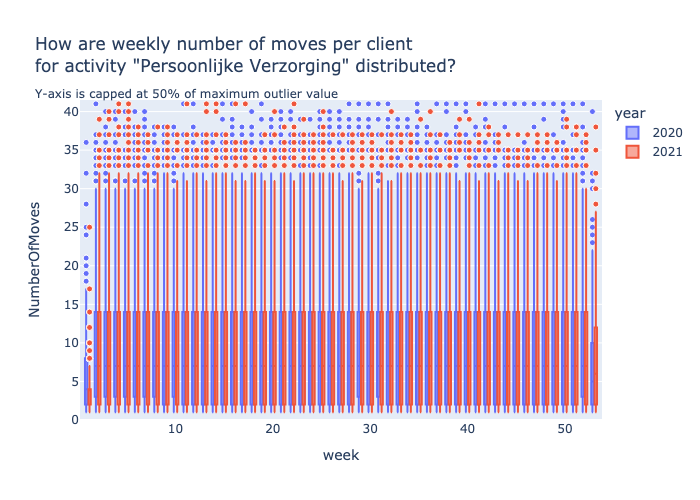 How are weekly number of moves per client
for activity "Persoonlijke Verzorging" distributed?
Y-axis is capped at 50% of maximum outlier value
year
2020
2021
NumberOfMoves
40
35
30
25
20
15
10
5
0
10
20
30
40
50
week